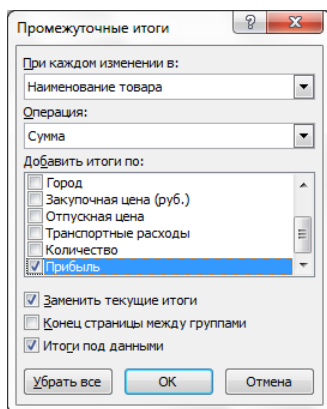 Промежуточные итоги
При каждом изменении в:
Наименование товара
Операция:
Сумма
Добавить итоги по:
Город
Закупочная цена (руб.)
Отпускная цена
Транспортные расходы
Количество
Прибыль
Заменить текущие итоги
Конец страницы между группами
Итоги под данными
Убрать все ОК Отмена